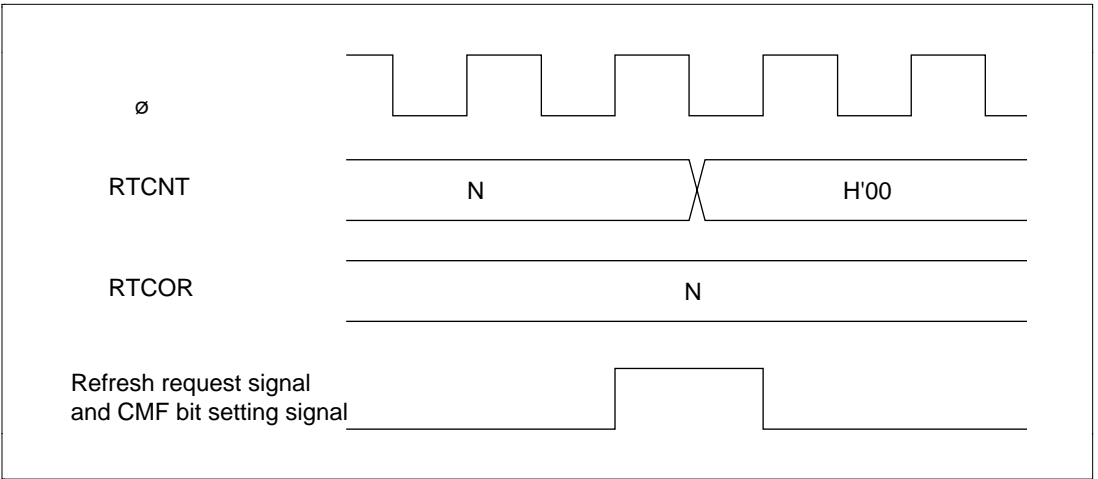 ø
RTCNT
N
H'00
RTCOR
N
Refresh request signal
and CMF bit setting signal